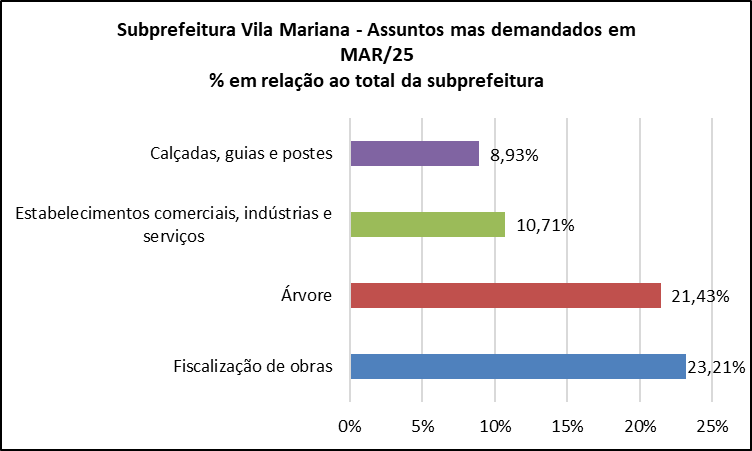 Subprefeitura Vila Mariana - Assuntos mas demandados em
MAR/25
% em relação ao total da subprefeitura
Calçadas, guias e postes
8,93%
Estabelecimentos comerciais, indústrias e
serviços
10,71%
Árvore
21,43%
Fiscalização de obras
23,21%
0% 5% 10% 15% 20% 25%